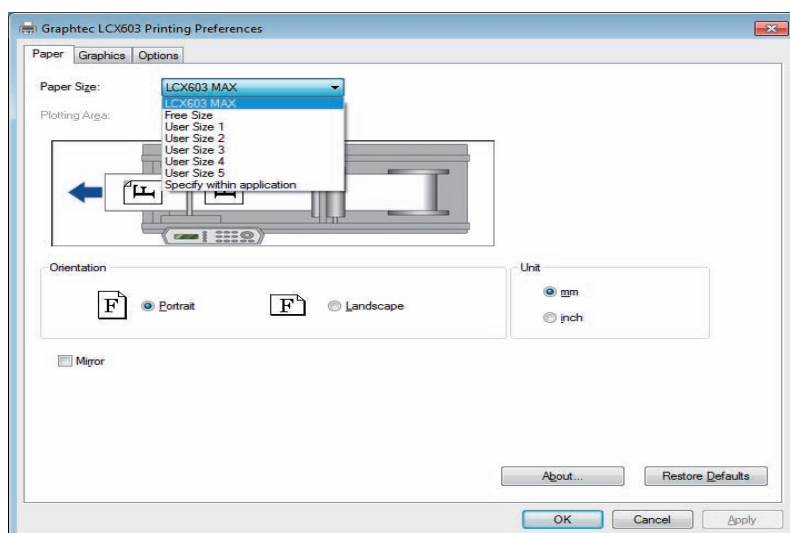 Graphtec LCX603 Printing Preferences
Paper Graphics Options
Paper Size: LCX603 MAX
LCX603 MAX
Free Size
Plotting Area:
User Size 1
User Size 2
User Size 3
User Size 4
User Size 5
Specify within application
F F
Orientation
Unit
F Portrait F Landscape
mm
inch
Mirror
About... Restore Defaults
OK Cancel Apply